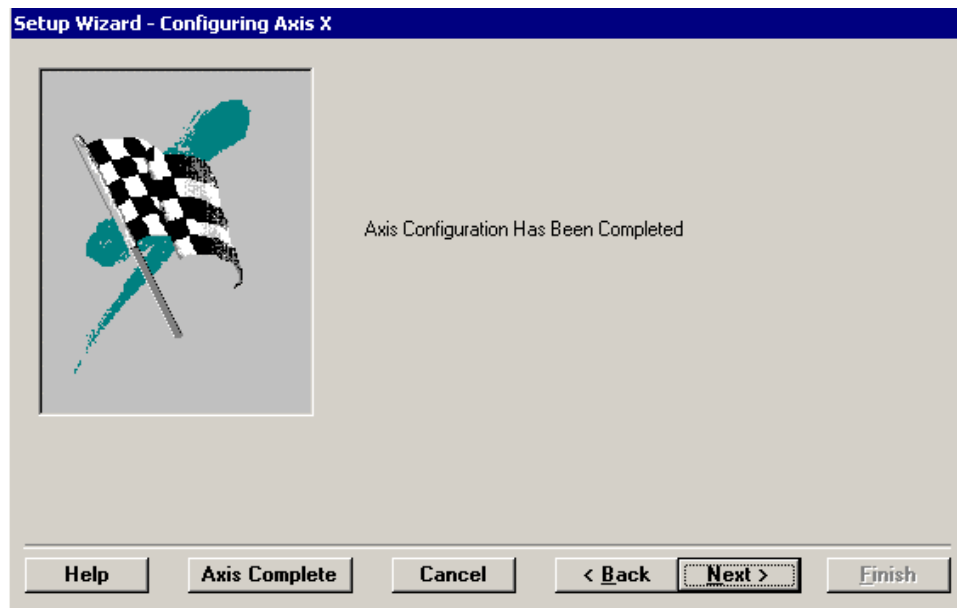 Setup Wizard - Configuring Axis X
Axis Configuration Has Been Completed
Help Axis Complete Cancel < Back Next > Finish